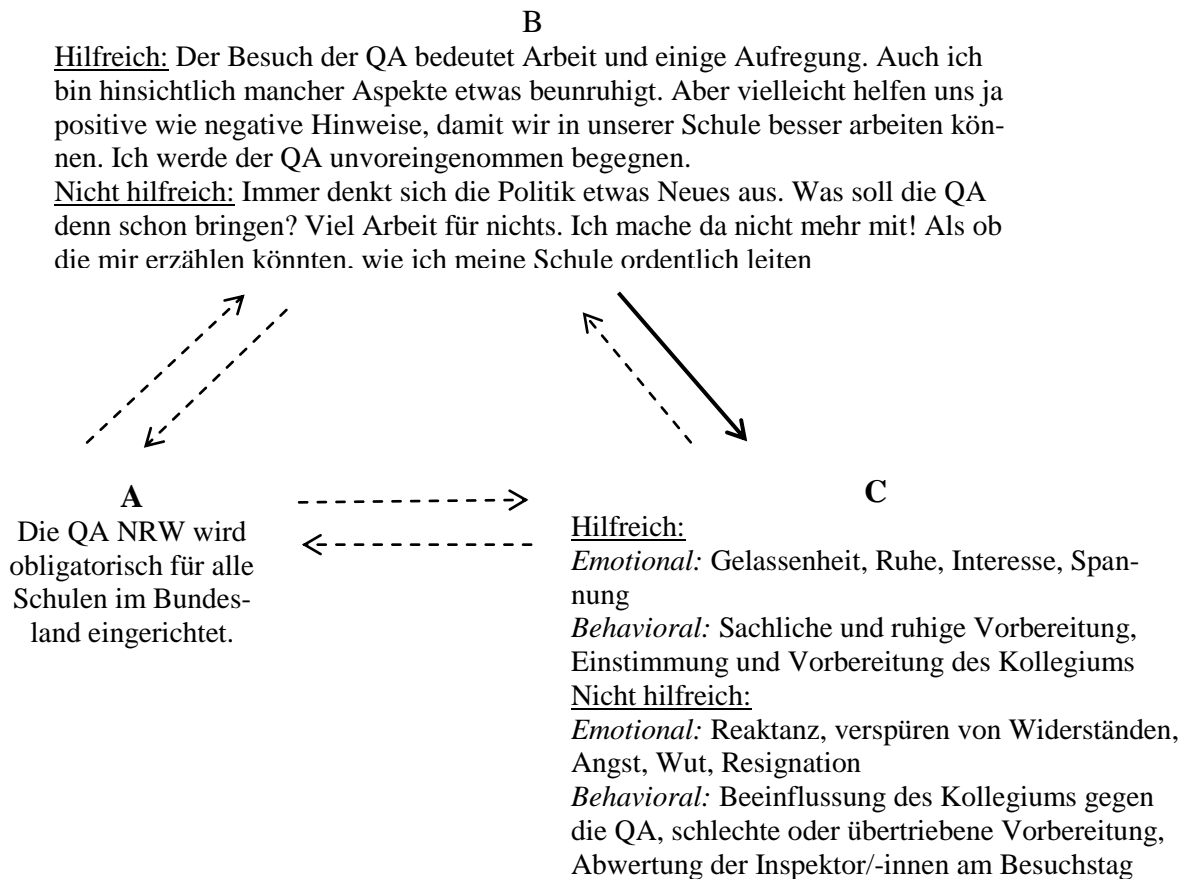 B
Hilfreich: Der Besuch der QA bedeutet Arbeit und einige Aufregung. Auch ich
bin hinsichtlich mancher Aspekte etwas beunruhigt. Aber vielleicht helfen uns ja
positive wie negative Hinweise, damit wir in unserer Schule besser arbeiten kön-
nen. Ich werde der QA unvoreingenommen begegnen.
Nicht hilfreich: Immer denkt sich die Politik etwas Neues aus. Was soll die QA
denn schon bringen? Viel Arbeit für nichts. Ich mache da nicht mehr mit! Als ob
die mir erzählen könnten, wie ich meine Schule ordentlich leiten
A
Die QA NRW wird
obligatorisch für alle
Schulen im Bundes-
land eingerichtet.
C
Hilfreich:
Emotional: Gelassenheit, Ruhe, Interesse, Span-
nung
Behavioral: Sachliche und ruhige Vorbereitung,
Einstimmung und Vorbereitung des Kollegiums
Nicht hilfreich:
Emotional: Reaktanz, verspüren von Widerständen,
Angst, Wut, Resignation
Behavioral: Beeinflussung des Kollegiums gegen
die QA, schlechte oder übertriebene Vorbereitung,
Abwertung der Inspektor/-innen am Besuchstag